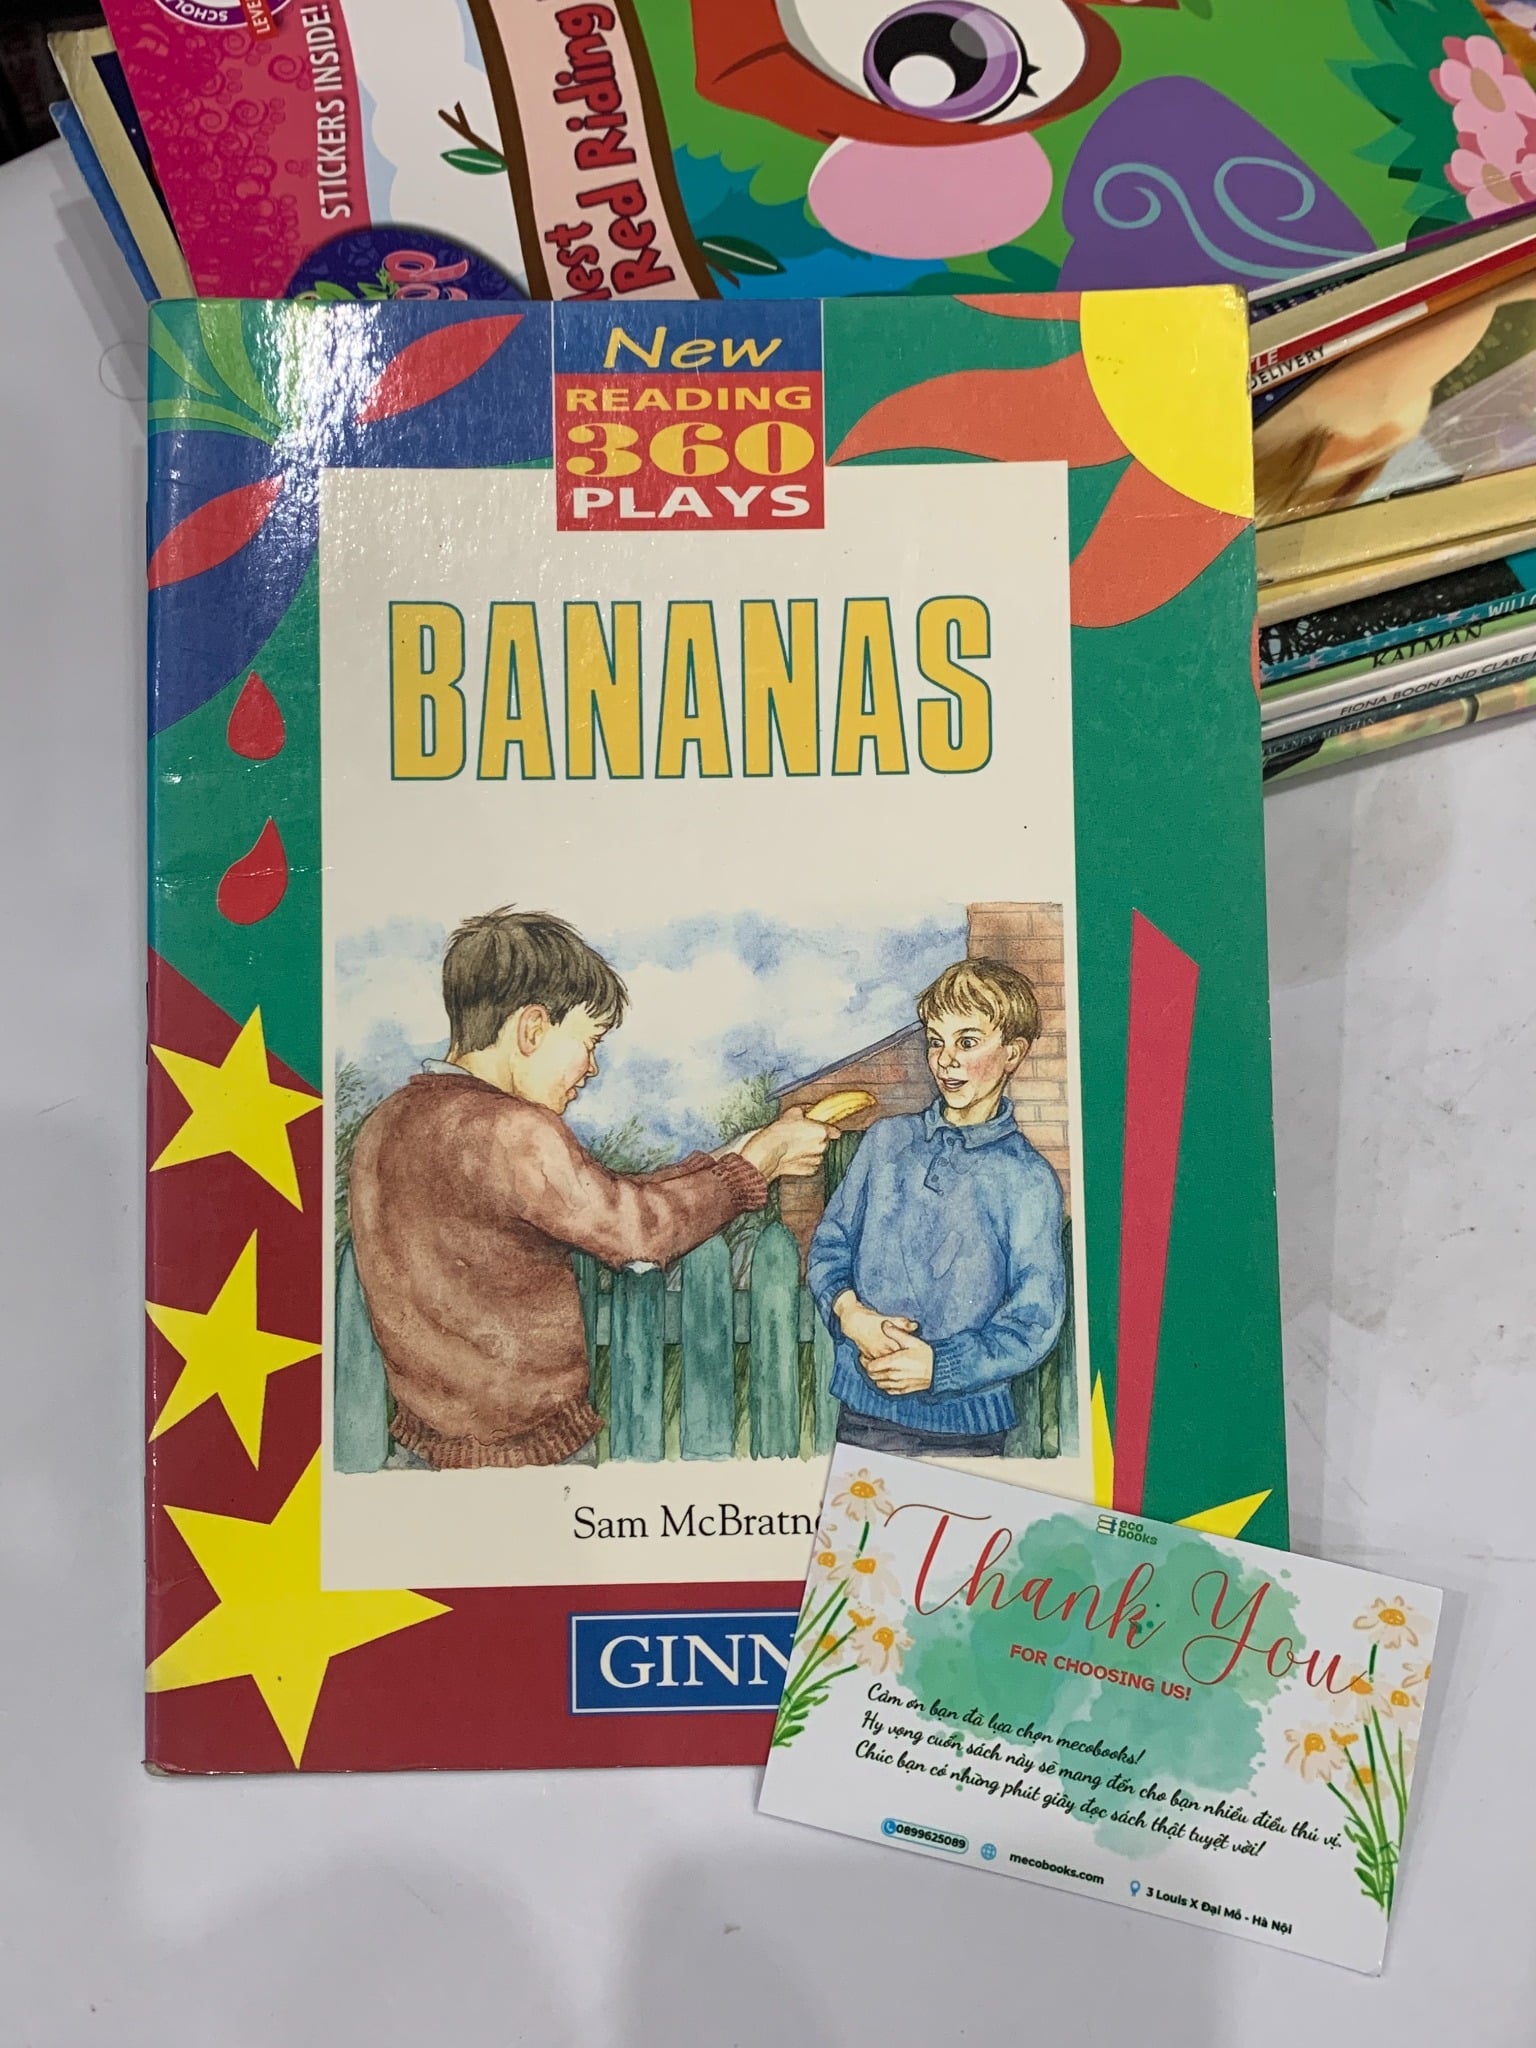 STICKERS INSIDE!
Red Riding
New
READING
360
PLAYS
BANANAS
Sam McBratn
GINN
eco
books
Thank You
FOR CHOOSING US!
Cảm ơn bạn đã lựa chọn mecobooks!
Hy vọng cuốn sách này sẽ mang đến cho bạn nhiều điều thú vị.
Chúc bạn có những phút giây đọc sách thật tuyệt vời!
0899625089
mecobooks.com
3 Louis X Đại Mỗ - Hà Nội
DELIVERY
KALMAN
FIONA BOON AND CLARE
MARTIN